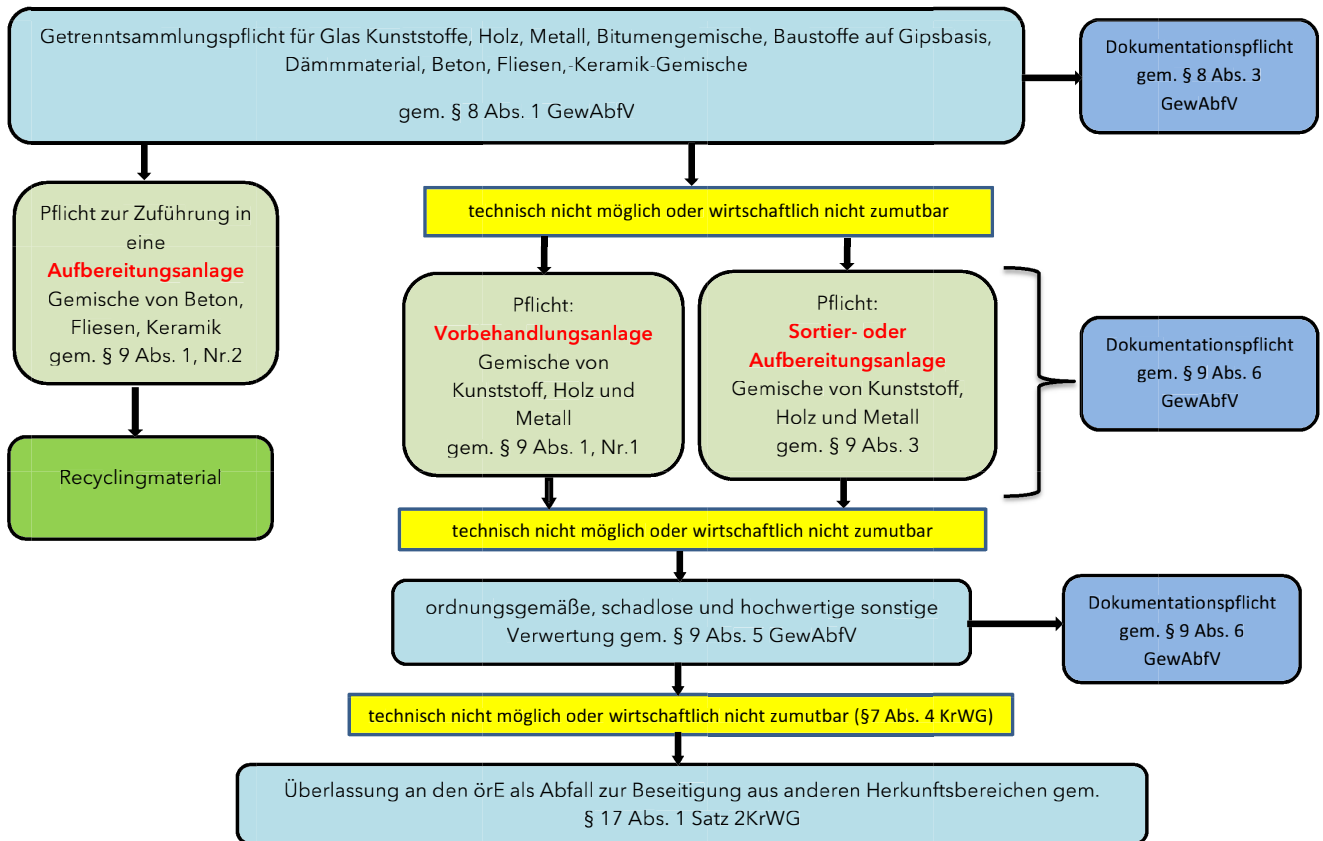 Getrenntsammlungspflicht für Glas Kunststoffe, Holz, Metall, Bitumengemische, Baustoffe auf Gipsbasis,
Dämmmaterial, Beton, Fliesen,-Keramik-Gemische
gem. § 8 Abs. 1 GewAbfV
Dokumentationspflicht
gem. § 8 Abs. 3
GewAbfV
Pflicht zur Zuführung in
eine
Aufbereitungsanlage
Gemische von Beton,
Fliesen, Keramik
gem. § 9 Abs. 1, Nr.2
Recyclingmaterial
technisch nicht möglich oder wirtschaftlich nicht zumutbar
Pflicht:
Vorbehandlungsanlage
Gemische von
Kunststoff, Holz und
Metall
gem. § 9 Abs. 1, Nr.1
Pflicht:
Sortier- oder
Aufbereitungsanlage
Gemische von Kunststoff,
Holz und Metall
gem. § 9 Abs. 3
Dokumentationspflicht
gem. § 9 Abs. 6
GewAbfV
technisch nicht möglich oder wirtschaftlich nicht zumutbar
ordnungsgemäße, schadlose und hochwertige sonstige
Verwertung gem. § 9 Abs. 5 GewAbfV
Dokumentationspflicht
gem. § 9 Abs. 6
GewAbfV
technisch nicht möglich oder wirtschaftlich nicht zumutbar (§7 Abs. 4 KrWG)
Überlassung an den örE als Abfall zur Beseitigung aus anderen Herkunftsbereichen gem.
§ 17 Abs. 1 Satz 2KrWG